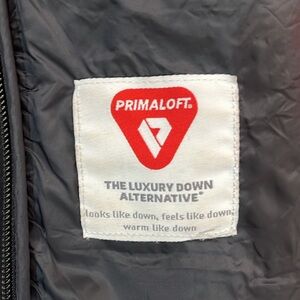 PRIMALOFT®
THE LUXURY DOWN
ALTERNATIVE®
looks like down, feels like down,
warm like down